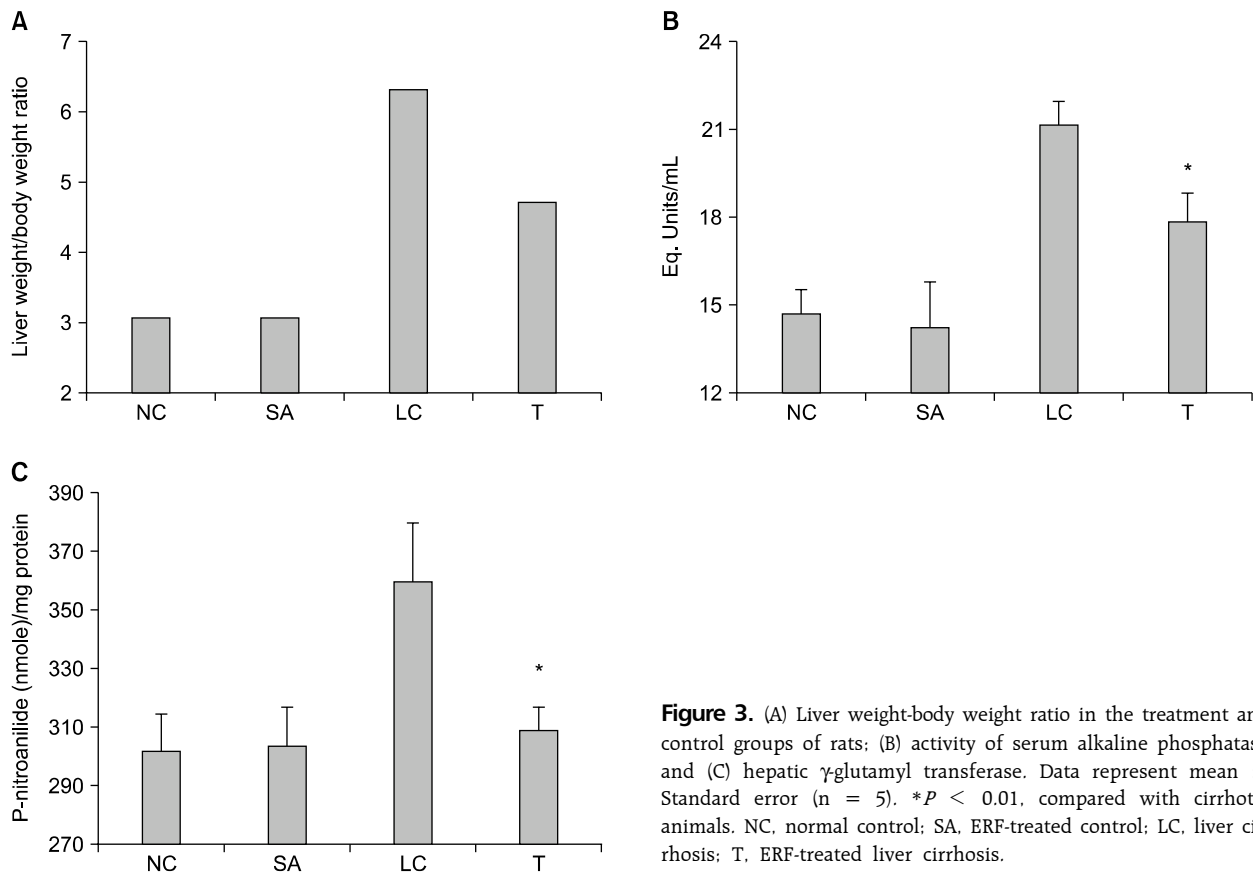 A
7
6
5
4
3
2
Liver weight/body weight ratio
NC SA LC T
B
24
21
18
15
12
Eq. Units/mL
*
NC SA LC T
C
390
370
350
330
310
290
270
P-nitroanilide (nmole)/mg protein
*
NC SA LC T
Figure 3. (A) Liver weight-body weight ratio in the treatment an
control groups of rats; (B) activity of serum alkaline phosphatas
and (C) hepatic γ-glutamyl transferase. Data represent mean
Standard error (n = 5). *P < 0.01, compared with cirrhot
animals. NC, normal control; SA, ERF-treated control; LC, liver ci
rhosis; T, ERF-treated liver cirrhosis.